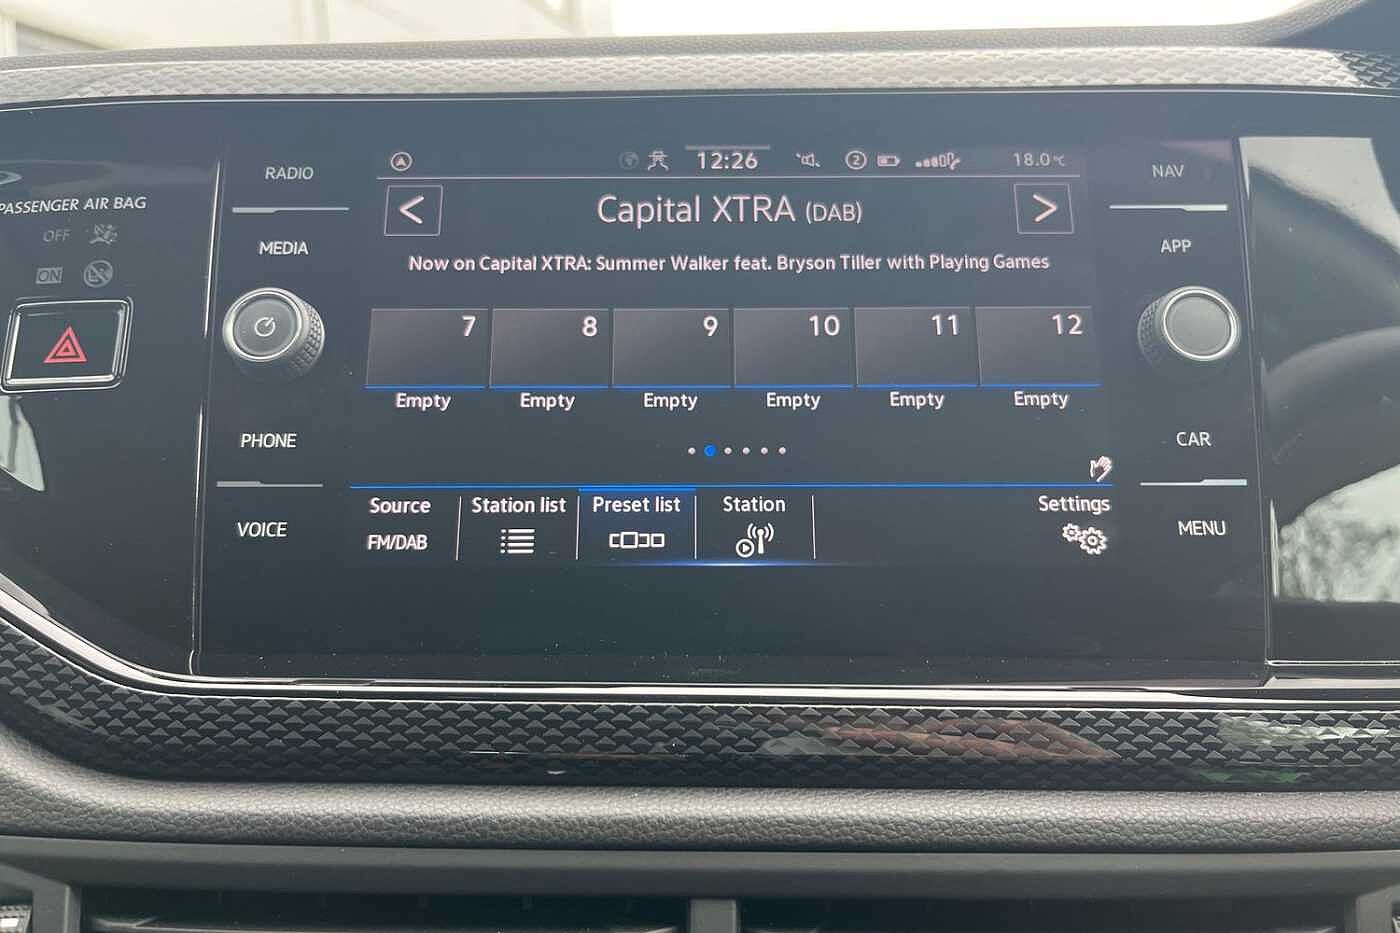 PASSENGER AIR BAG
OFF
ON
RADIO
MEDIA
PHONE
VOICE
12:26
2
18.0°C
Capital XTRA (DAB)
Now on Capital XTRA: Summer Walker feat. Bryson Tiller with Playing Games
7 8 9 10 11 12
Empty Empty Empty Empty Empty Empty
Source Station list Preset list Station Settings
FM/DAB
NAV
APP
CAR
MENU